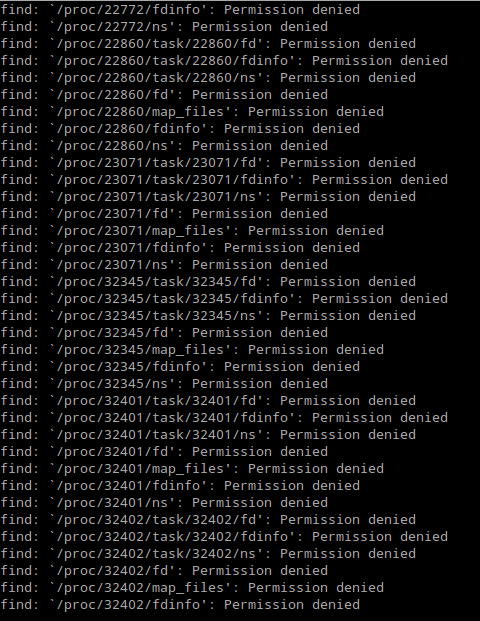 find: `/proc/22772/fdinfo': Permission denied
find: `/proc/22772/ns': Permission denied
find: `/proc/22860/task/22860/fd': Permission denied
find: `/proc/22860/task/22860/fdinfo': Permission denied
find: `/proc/22860/task/22860/ns': Permission denied
find: `/proc/22860/fd': Permission denied
find: `/proc/22860/map_files': Permission denied
find: `/proc/22860/fdinfo': Permission denied
find: `/proc/22860/ns': Permission denied
find: `/proc/23071/task/23071/fd': Permission denied
find: `/proc/23071/task/23071/fdinfo': Permission denied
find: `/proc/23071/task/23071/ns': Permission denied
find: `/proc/23071/fd': Permission denied
find: `/proc/23071/map_files': Permission denied
find: `/proc/23071/fdinfo': Permission denied
find: `/proc/23071/ns': Permission denied
find: `/proc/32345/task/32345/fd': Permission denied
find: `/proc/32345/task/32345/fdinfo': Permission denied
find: `/proc/32345/task/32345/ns': Permission denied
find: `/proc/32345/fd': Permission denied
find: `/proc/32345/map_files': Permission denied
find: `/proc/32345/fdinfo': Permission denied
find: `/proc/32345/ns': Permission denied
find: `/proc/32401/task/32401/fd': Permission denied
find: `/proc/32401/task/32401/fdinfo': Permission denied
find: `/proc/32401/task/32401/ns': Permission denied
find: `/proc/32401/fd': Permission denied
find: `/proc/32401/map_files': Permission denied
find: `/proc/32401/fdinfo': Permission denied
find: `/proc/32401/ns': Permission denied
find: `/proc/32402/task/32402/fd': Permission denied
find: `/proc/32402/task/32402/fdinfo': Permission denied
find: `/proc/32402/task/32402/ns': Permission denied
find: `/proc/32402/fd': Permission denied
find: `/proc/32402/map_files': Permission denied
find: `/proc/32402/fdinfo': Permission denied